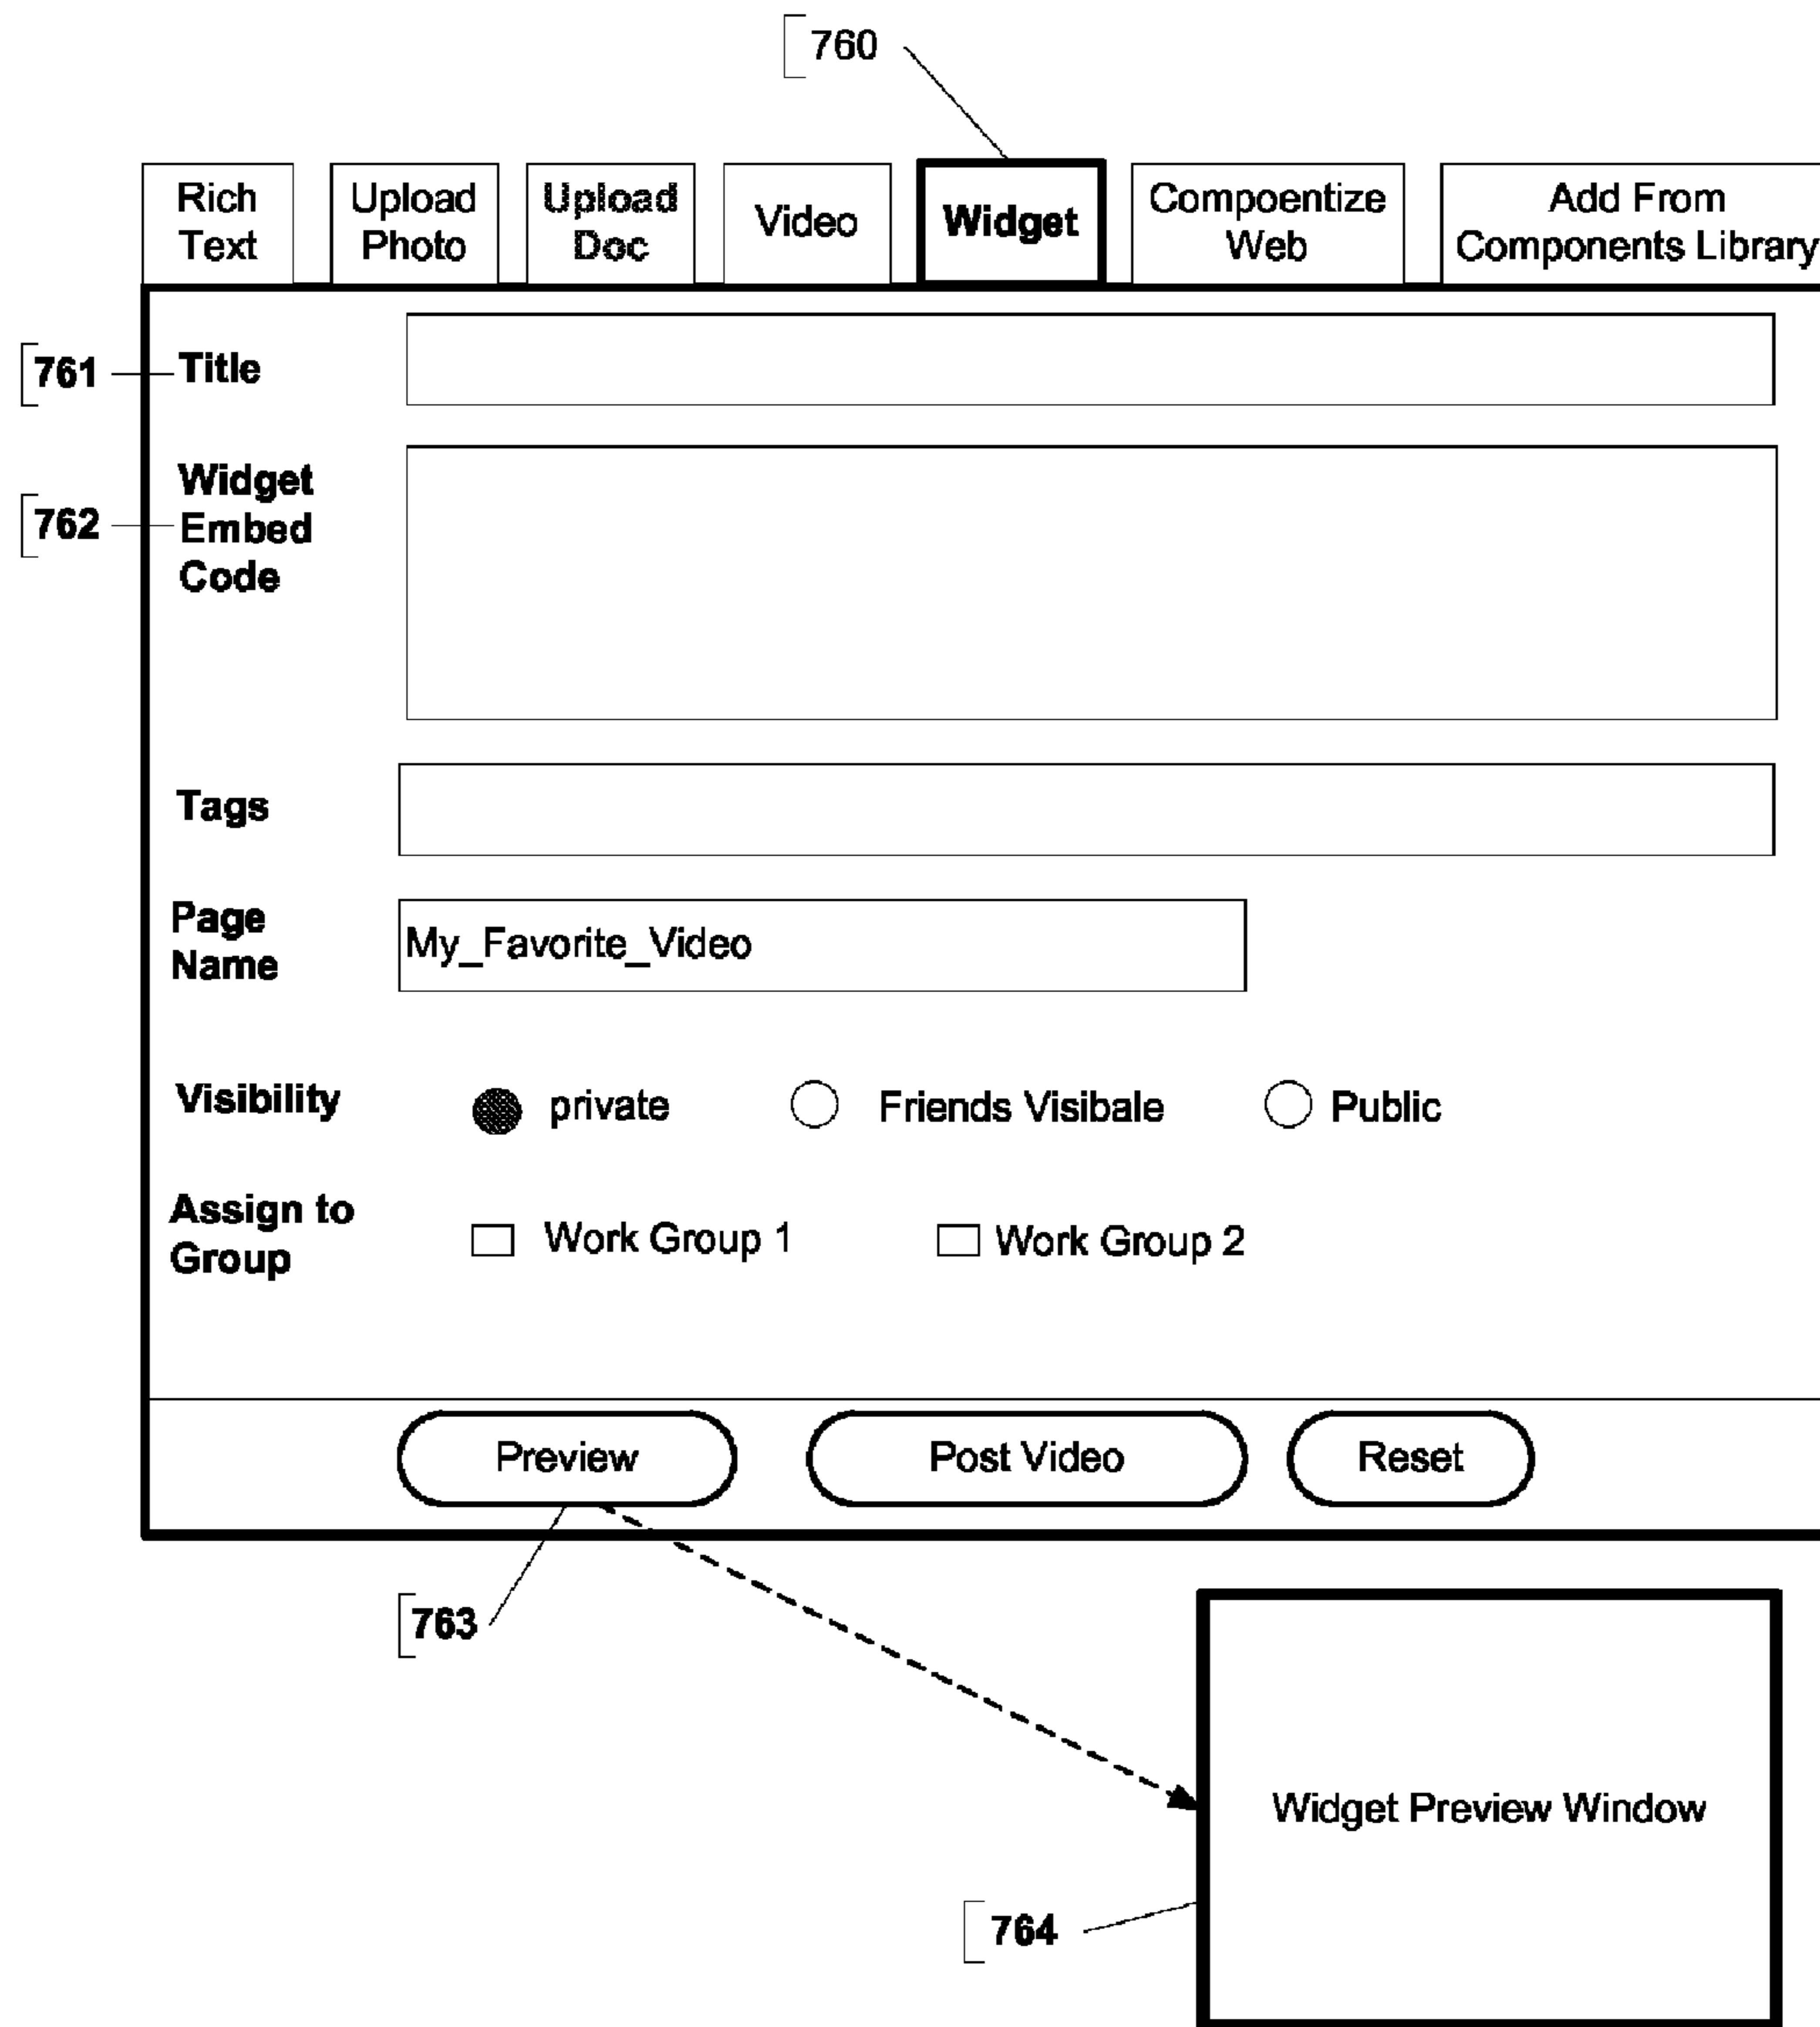 760
Rich
Text
Upload
Photo
Upload
Doc
Video
Widget
Compoentize
Web
Add From
Components Library
761
Title
762
Widget
Embed
Code
Tags
Page
Name
My_Favorite_Video
Visibility
private
Friends Visibale
Public
Assign to
Group
Work Group 1
Work Group 2
Preview
Post Video
Reset
763
Widget Preview Window
764